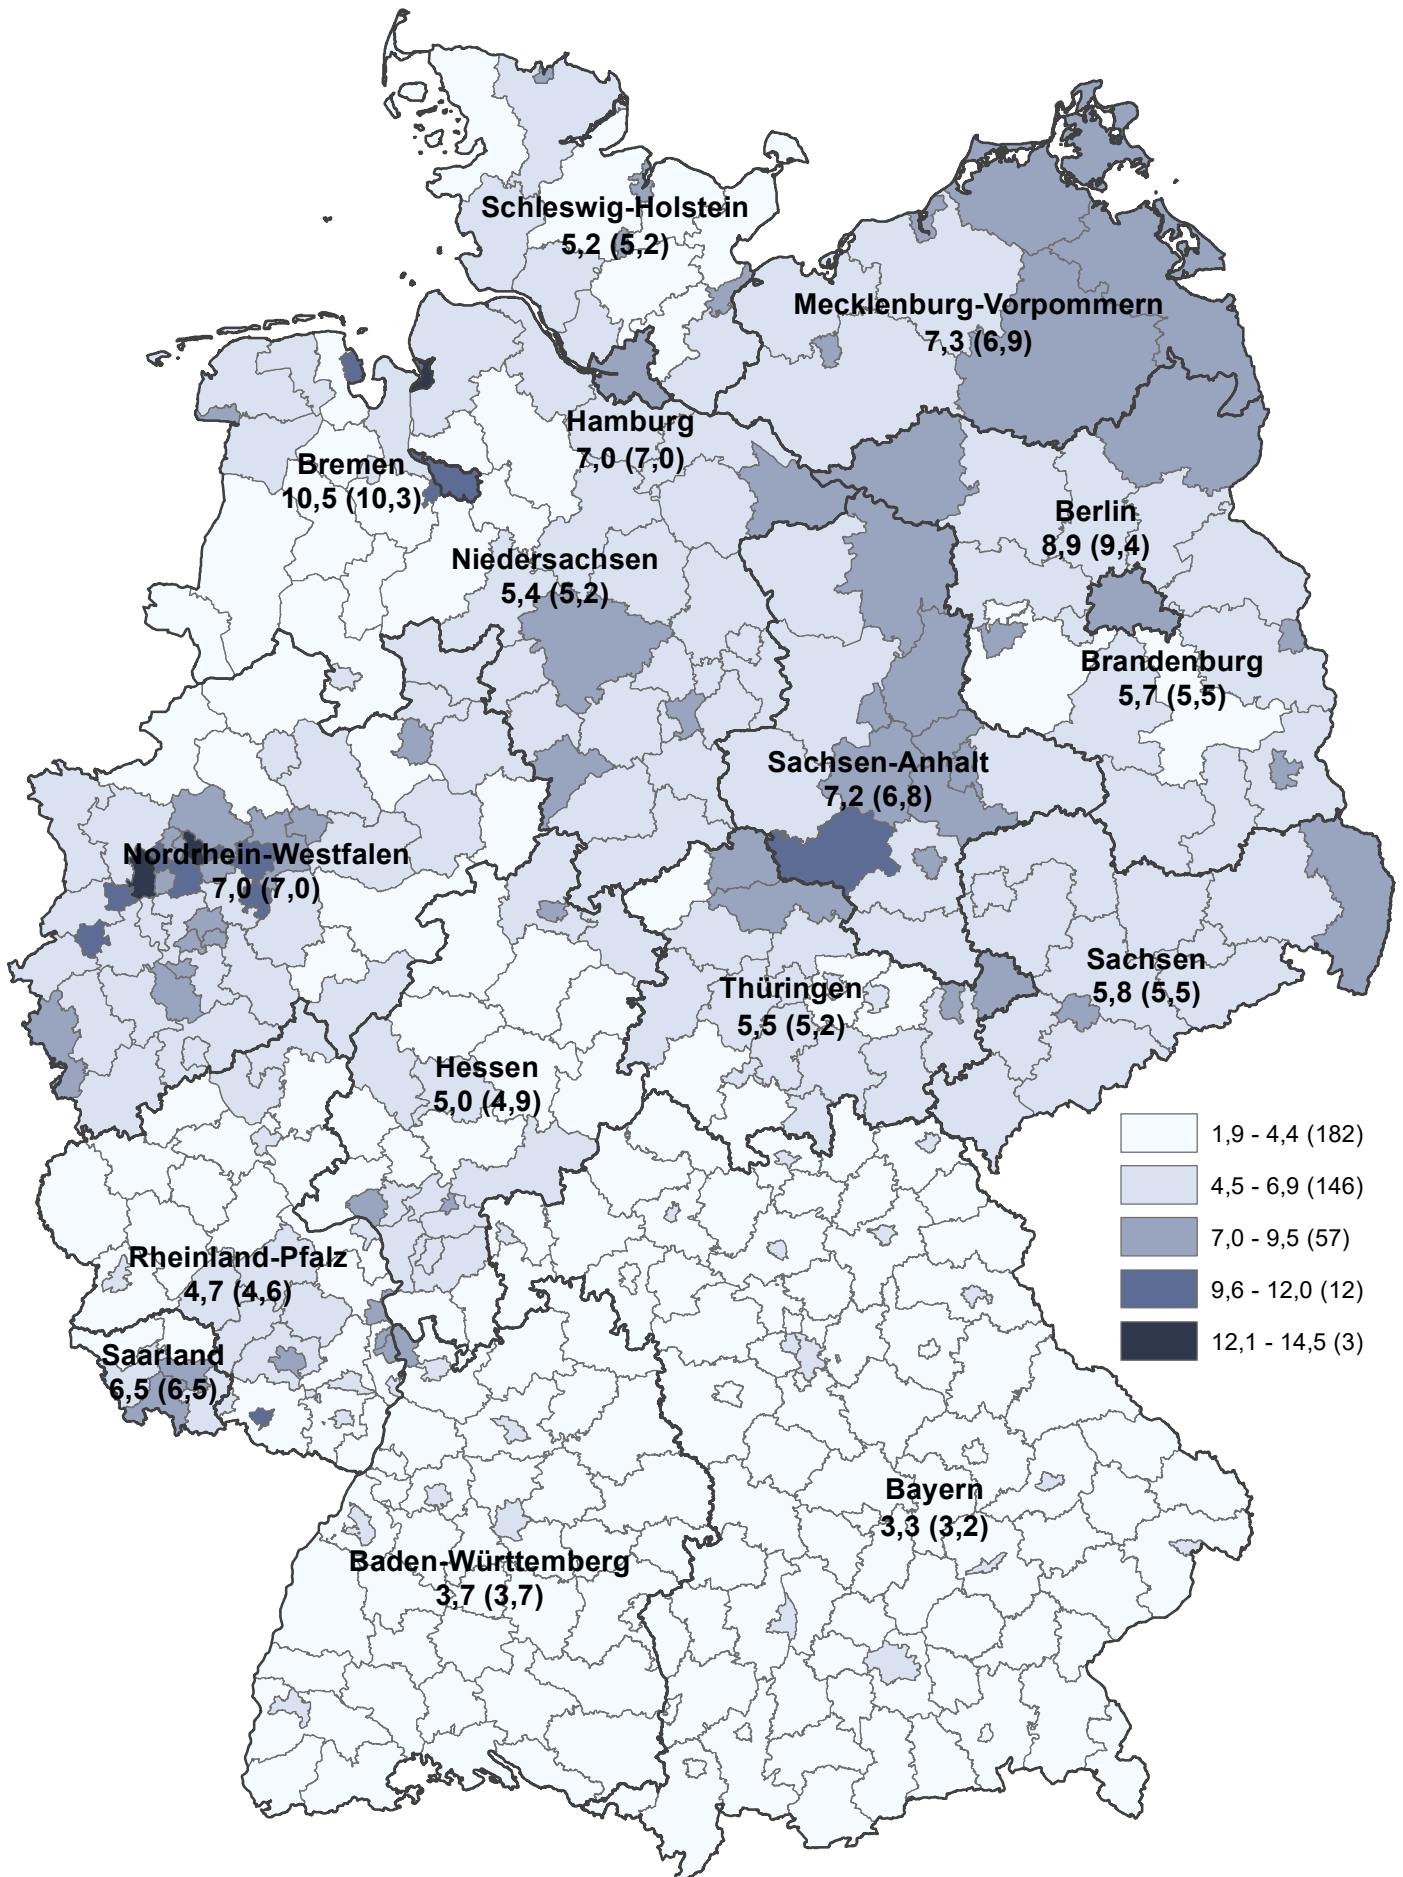 Schleswig-Holstein
5,2 (5,2)
Mecklenburg-Vorpommern
7,3 (6,9)
Hamburg
7,0 (7,0)
Bremen
10,5 (10,3)
Berlin
8,9 (9,4)
Niedersachsen
5,4 (5,2)
Brandenburg
5,7 (5,5)
Sachsen-Anhalt
7,2 (6,8)
Nordrhein-Westfalen
7,0 (7,0)
Sachsen
5,8 (5,5)
Thüringen
5,5 (5,2)
Hessen
5,0 (4,9)
1,9 - 4,4 (182)
4,5 - 6,9 (146)
7,0 - 9,5 (57)
9,6 - 12,0 (12)
12,1 - 14,5 (3)
Rheinland-Pfalz
4,7 (4,6)
Saarland
6,5 (6,5)
Bayern
3,3 (3,2)
Baden-Württemberg
3,7 (3,7)